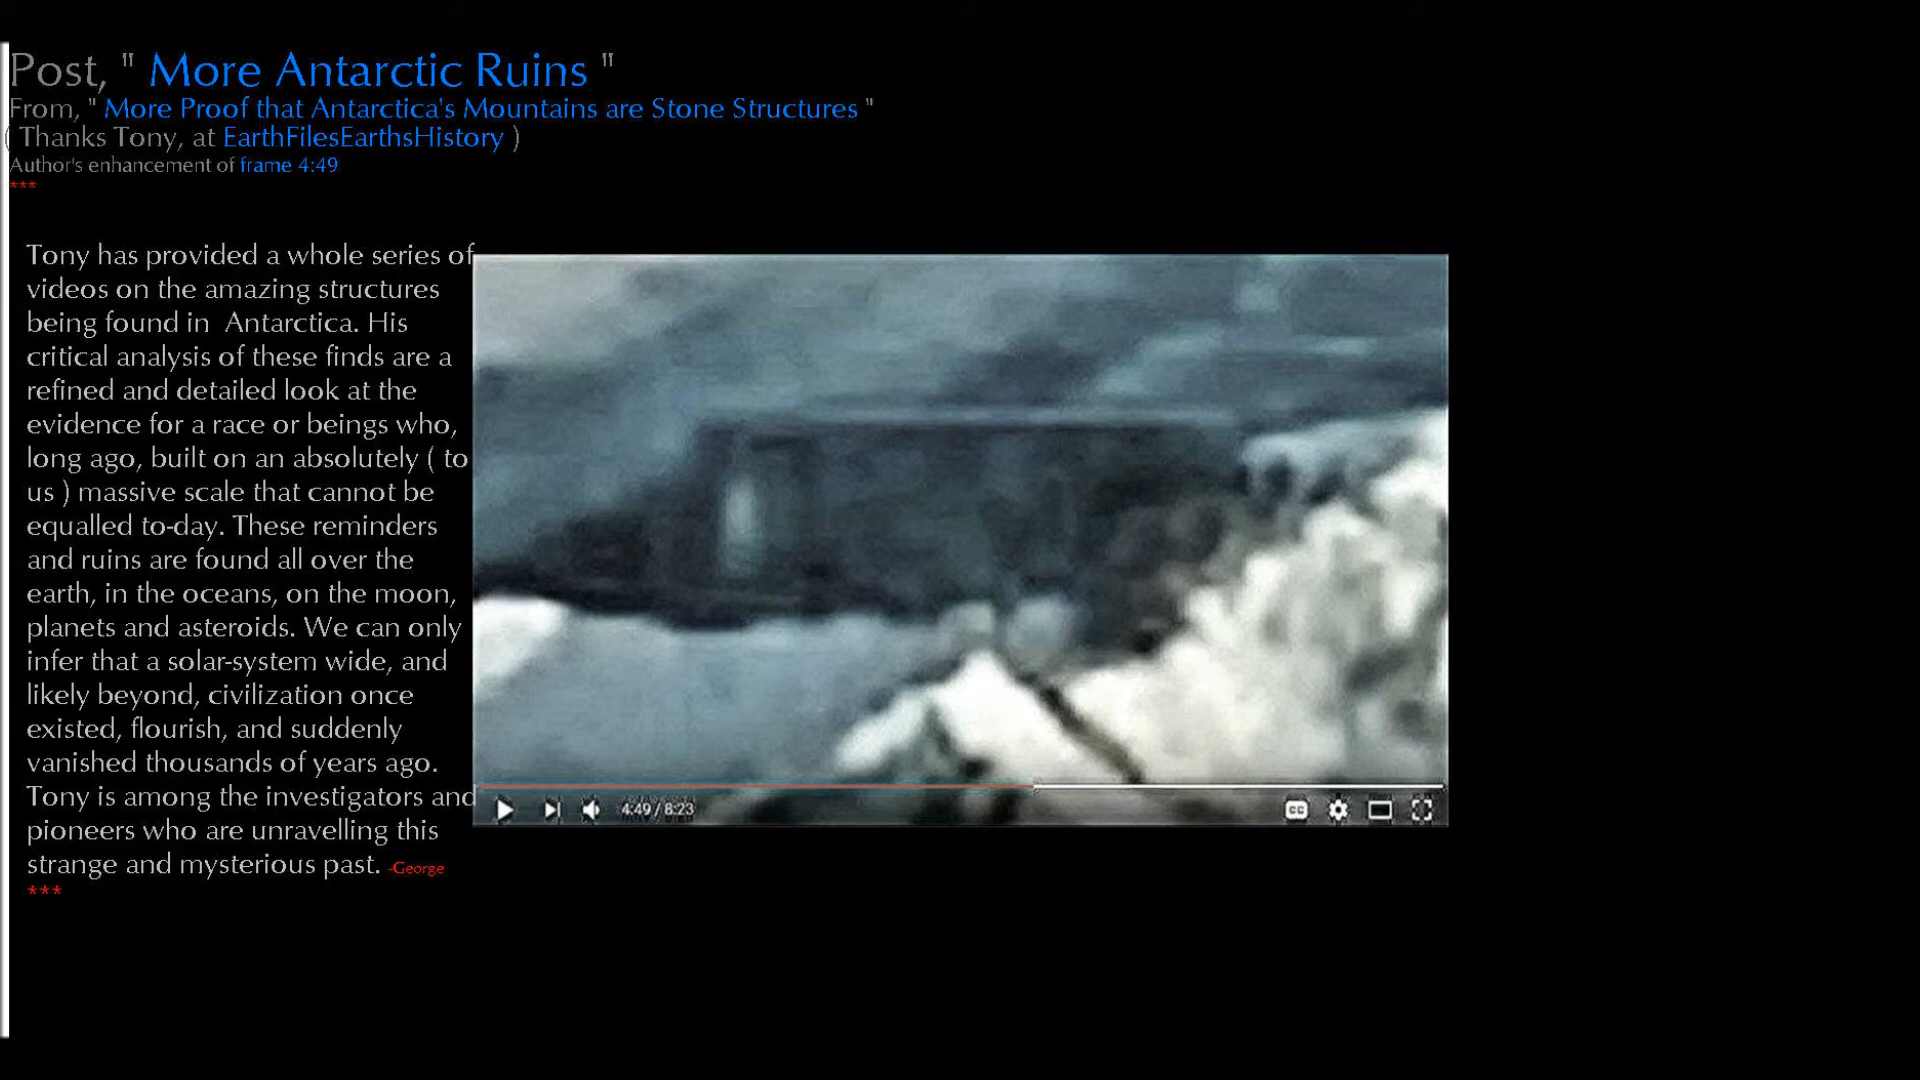 Post, " More Antarctic Ruins "
From, " More Proof that Antarctica's Mountains are Stone Structures "
( Thanks Tony, at EarthFilesEarthsHistory )
Author's enhancement of frame 4:49
***
Tony has provided a whole series of
videos on the amazing structures
being found in Antarctica. His
critical analysis of these finds are a
refined and detailed look at the
evidence for a race or beings who,
long ago, built on an absolutely ( to
us ) massive scale that cannot be
equalled to-day. These reminders
and ruins are found all over the
earth, in the oceans, on the moon,
planets and asteroids. We can only
infer that a solar-system wide, and
likely beyond, civilization once
existed, flourish, and suddenly
vanished thousands of years ago.
Tony is among the investigators and
pioneers who are unravelling this
strange and mysterious past. -George
***
4:49 / 8:23
CC